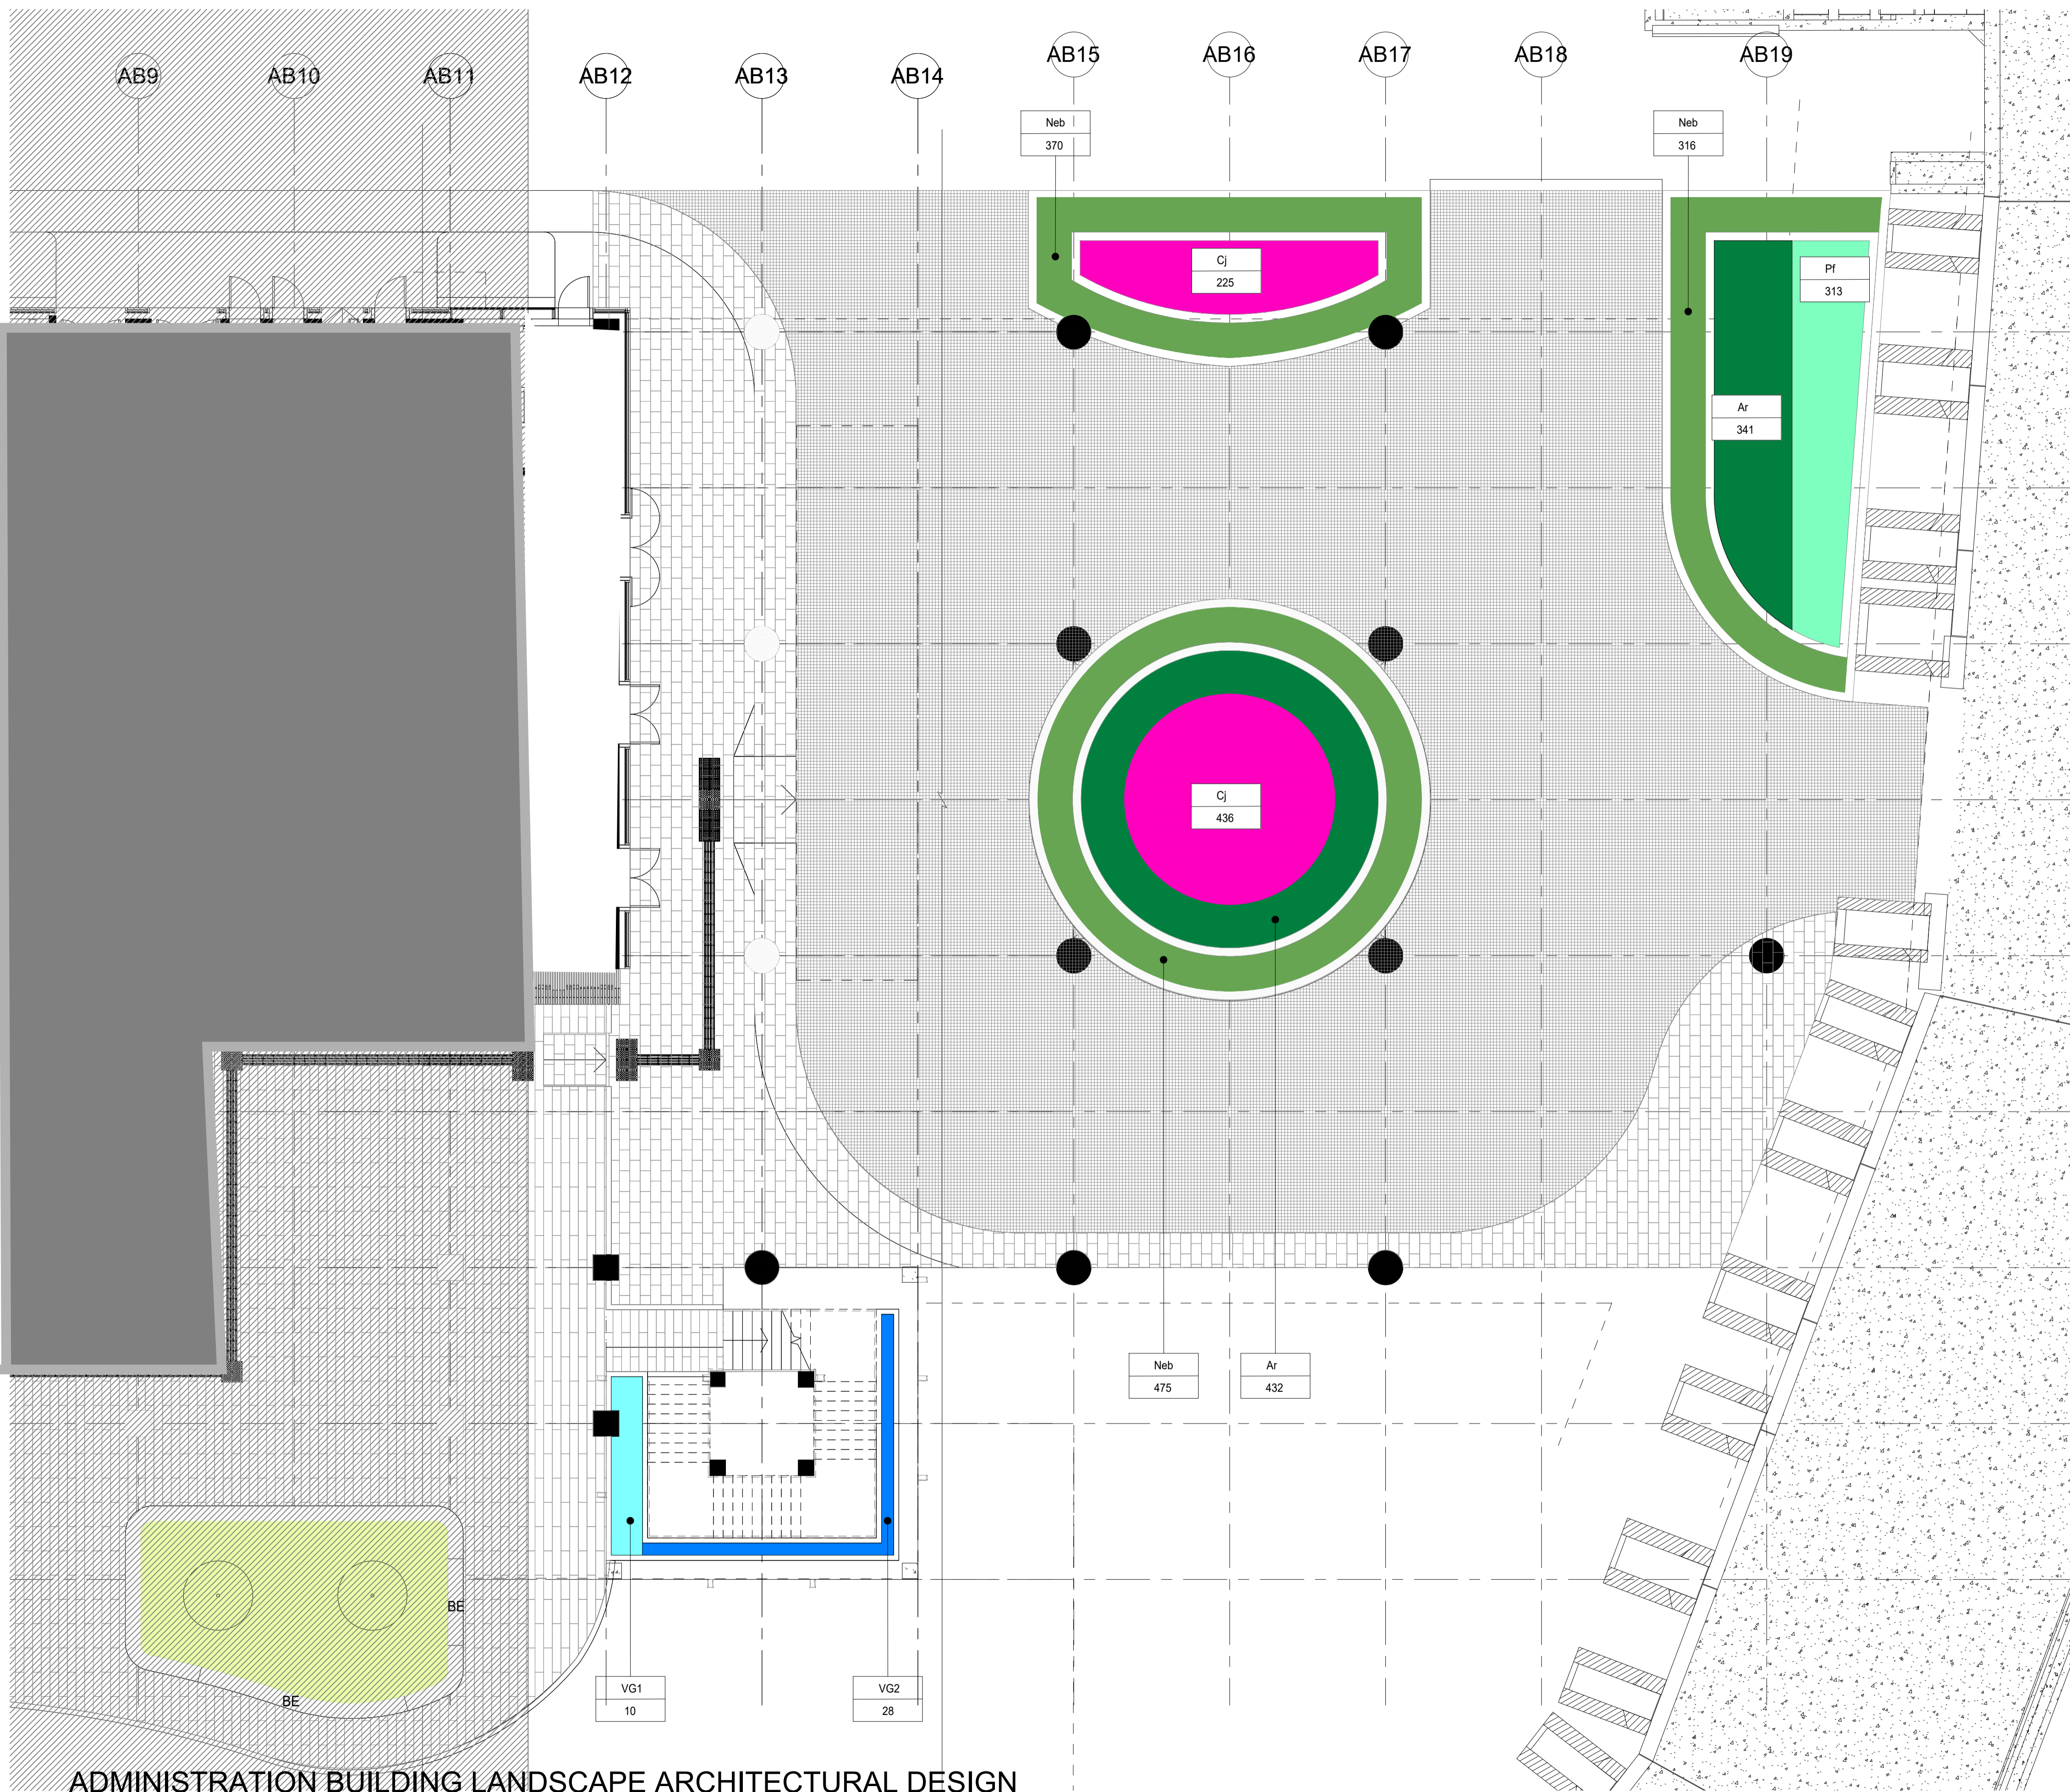 AB9
AB10
AB11
AB12
AB13
AB14
AB15
AB16
AB17
AB18
AB19
Neb
370
Neb
316
Cj
225
Pf
313
Ar
341
Cj
436
Neb
475
Ar
432
BE
BE
VG1
10
VG2
28
ADMINISTRATION BUILDING LANDSCAPE ARCHITECTURAL DESIGN